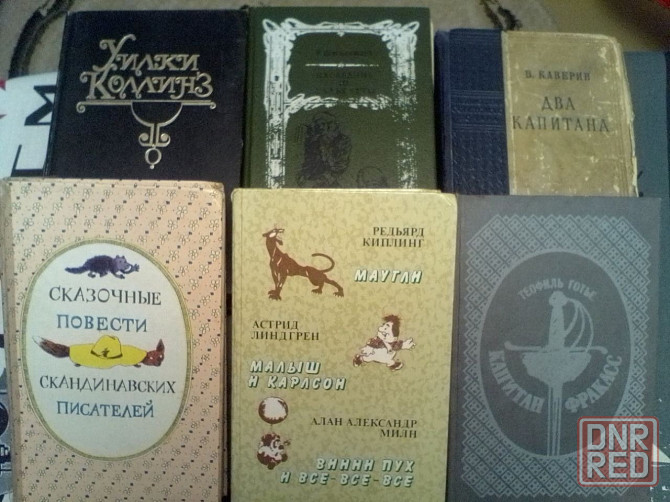 Уилки
Коллинз
В. КАВЕРИН
ДВА
КАПИТАНА
СКАЗОЧНЫЕ
ПОВЕСТИ
СКАНДИНАВСКИХ
ПИСАТЕЛЕЙ
РЕДЬЯРД
КИПЛИНГ
МАУГЛИ
АСТРИД
ЛИНДГРЕН
МАЛЫШ
И КАРЛСОН
АЛАН АЛЕКСАНДР
МИЛН
ВИННИ ПУХ
И ВСЕ-ВСЕ-ВСЕ
ТЕОФИЛЬ ГОТЬЕ
КАПИТАН
ФРАКАСС
DNR
RED